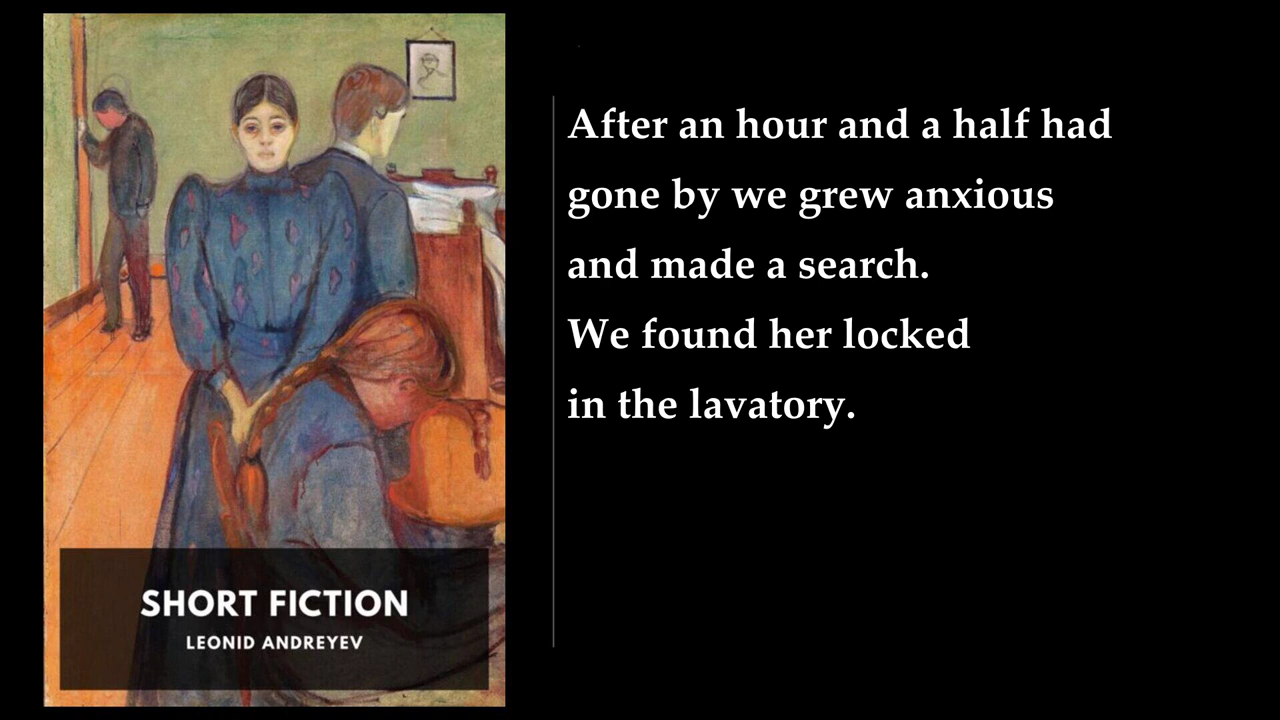 After an hour and a half had
gone by we grew anxious
and made a search.
We found her locked
in the lavatory.
SHORT FICTION
LEONID ANDREYEV